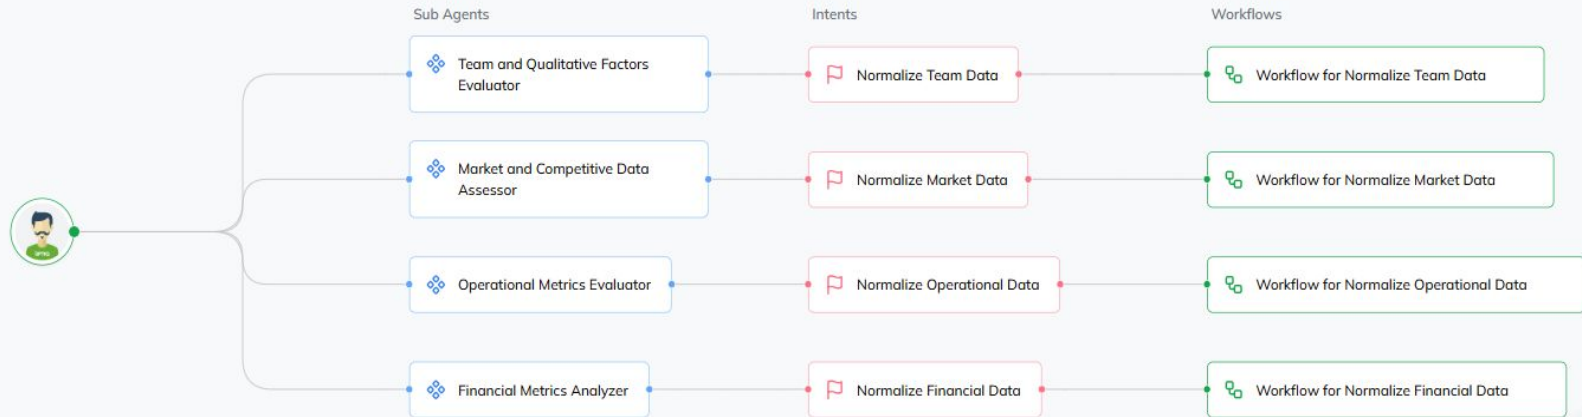 Sub Agents
Intents
Workflows
Team and Qualitative Factors
Evaluator
Normalize Team Data
Workflow for Normalize Team Data
Market and Competitive Data
Assessor
Normalize Market Data
Workflow for Normalize Market Data
Operational Metrics Evaluator
Normalize Operational Data
Workflow for Normalize Operational Data
Financial Metrics Analyzer
Normalize Financial Data
Workflow for Normalize Financial Data